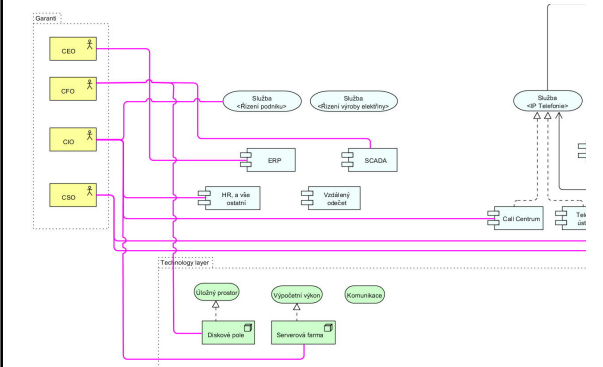 Garanti
CEO
CFO
CIO
CSO
Služba
<Řízení podniku>
Služba
<Řízení výroby elektřiny>
Služba
<IP Telefonie>
ERP
SCADA
HR, a vše
ostatní
Vzdálený
odečet
Call Centrum
Technology layer
Úložný prostor
Výpočetní výkon
Komunikace
Diskové pole
Serverová farma